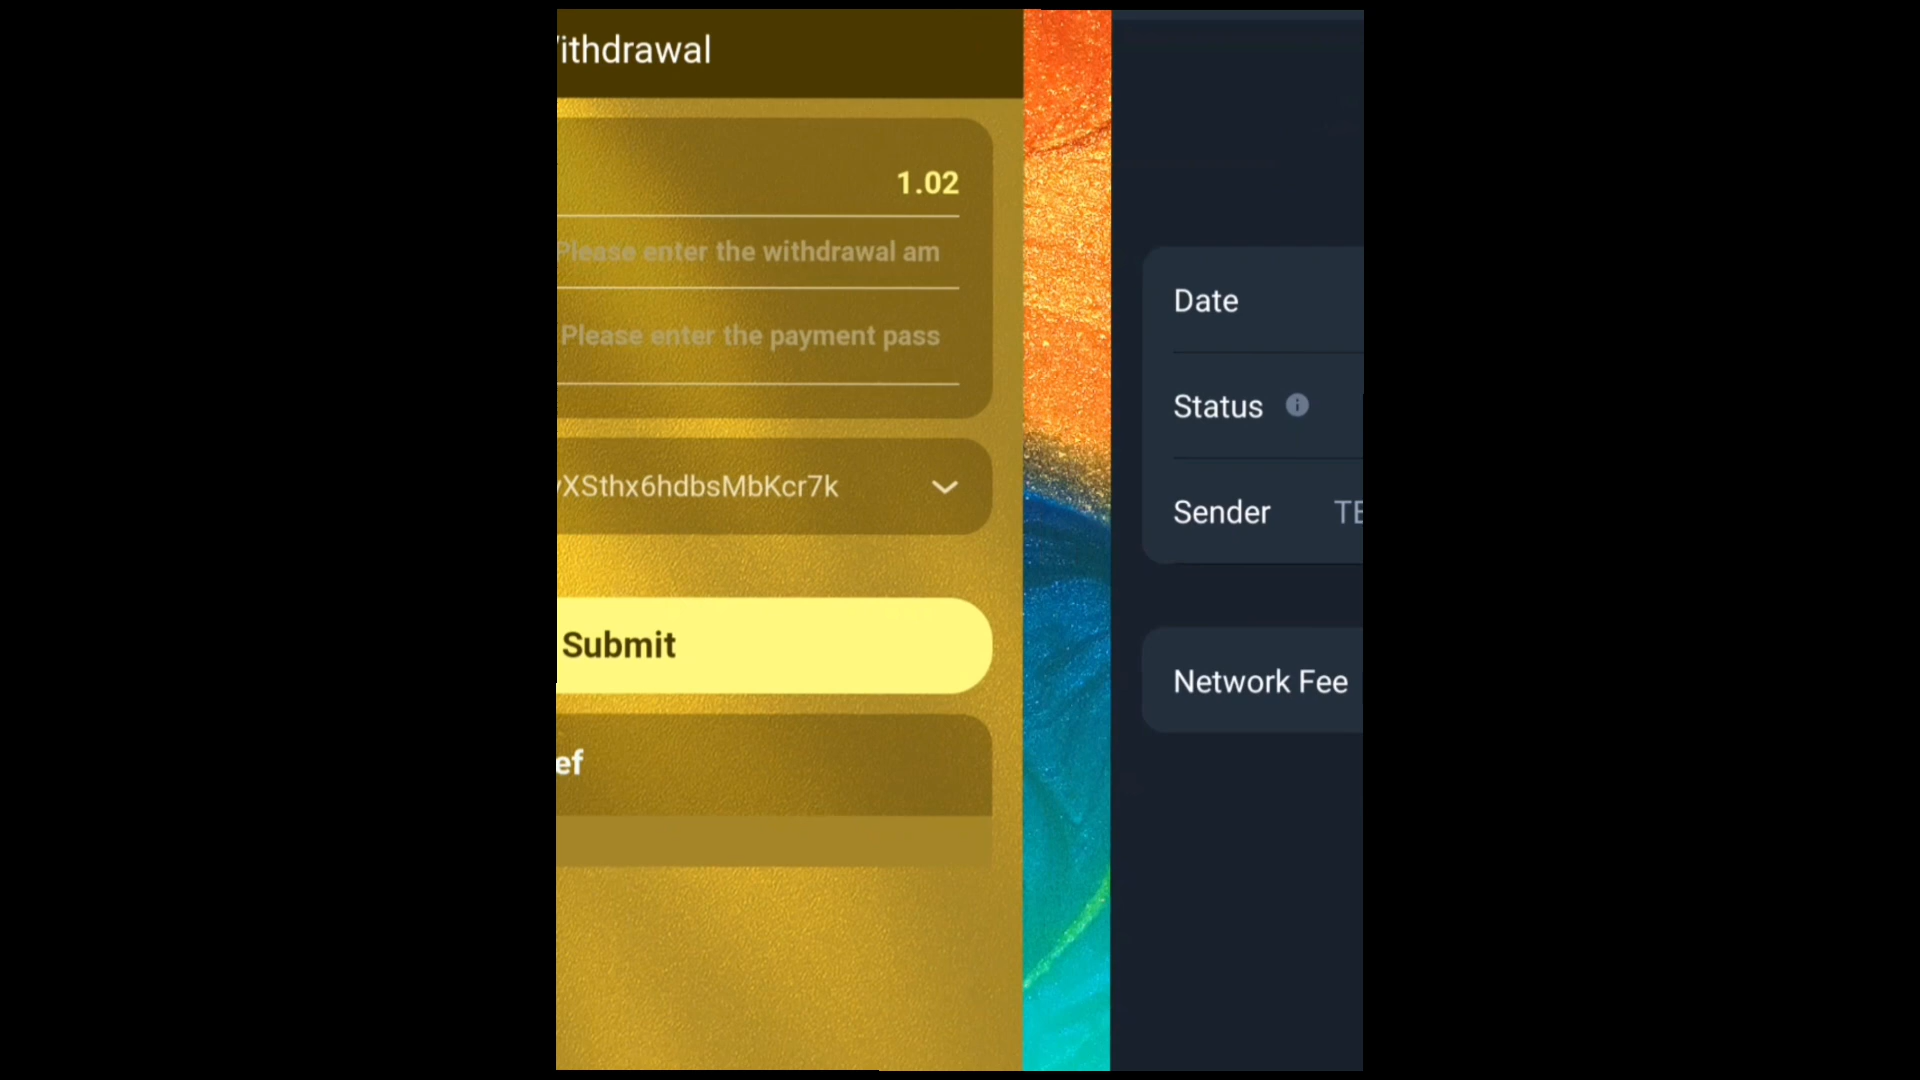 ithdrawal
1.02
Please enter the withdrawal am
Please enter the payment pass
XSthx6hdbsMbKcr7k
Submit
ef
Date
Status
Sender TE
Network Fee